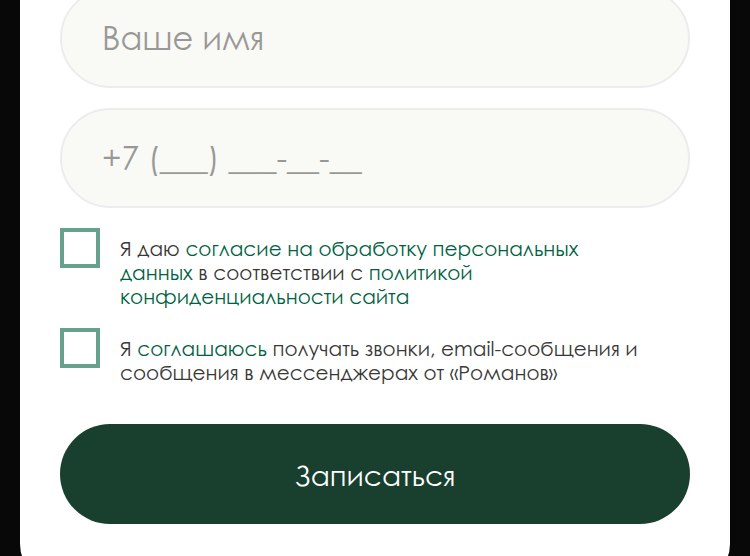 Ваше имя
+7 (___) ___-__-__
Я даю согласие на обработку персональных
данных в соответствии с политикой
конфиденциальности сайта
Я соглашаюсь получать звонки, email-сообщения и
сообщения в мессенджерах от «Романов»
Записаться